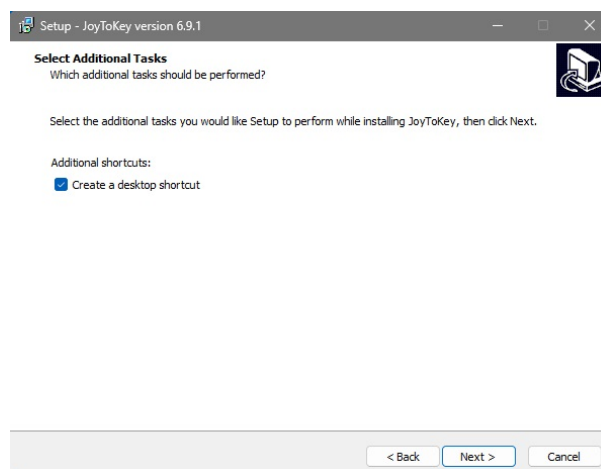 Setup - JoyToKey version 6.9.1
Select Additional Tasks
Which additional tasks should be performed?
Select the additional tasks you would like Setup to perform while installing JoyToKey, then click Next.
Additional shortcuts:
Create a desktop shortcut
< Back Next > Cancel